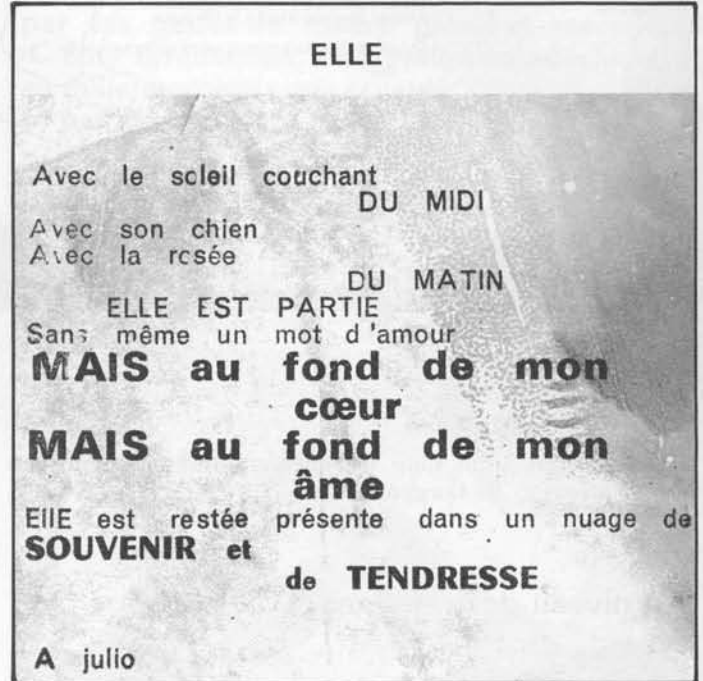 ELLE
Avec le soleil couchant
DU MIDI
Avec son chien
Avec la rosée
DU MATIN
ELLE EST PARTIE
Sans même un mot d'amour
MAIS au fond de mon
cœur
MAIS au fond de mon
âme
EllE est restée présente dans un nuage de
SOUVENIR et
de TENDRESSE
A julio